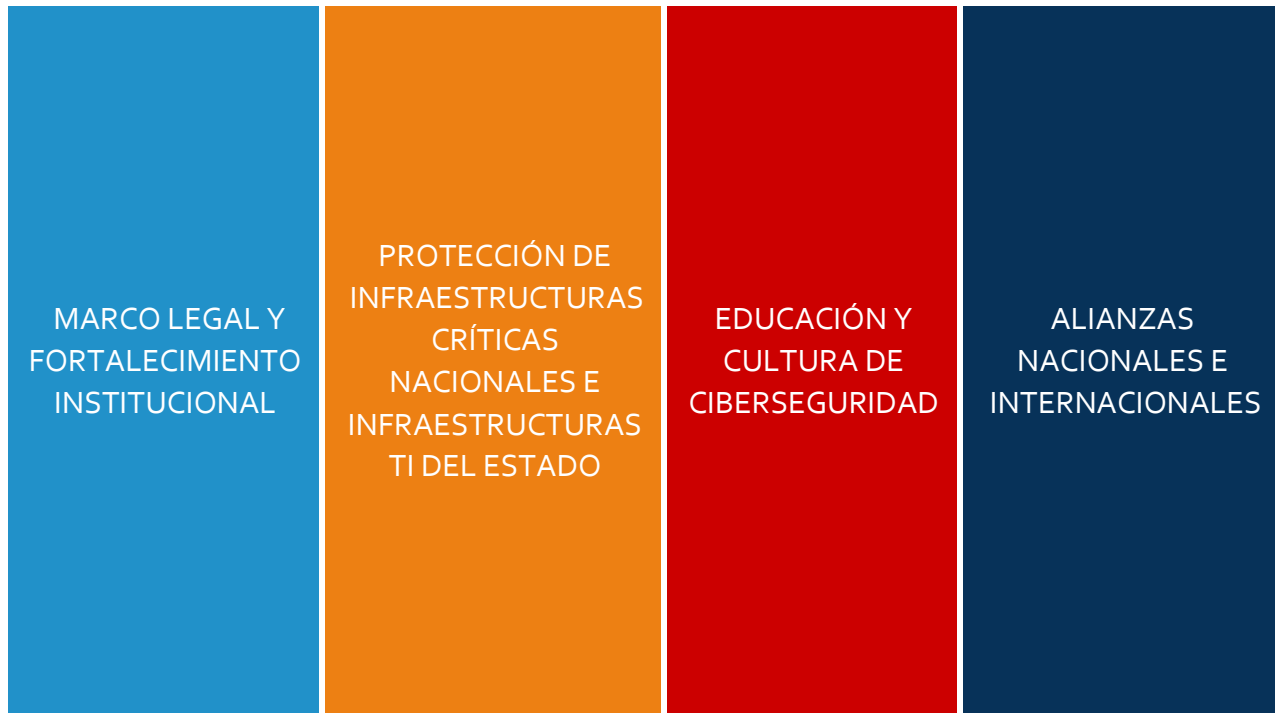 MARCO LEGAL Y
FORTALECIMIENTO
INSTITUCIONAL
PROTECCIÓN DE
INFRAESTRUCTURAS
CRÍTICAS
NACIONALES E
INFRAESTRUCTURAS
TI DEL ESTADO
EDUCACIÓN Y
CULTURA DE
CIBERSEGURIDAD
ALIANZAS
NACIONALES E
INTERNACIONALES